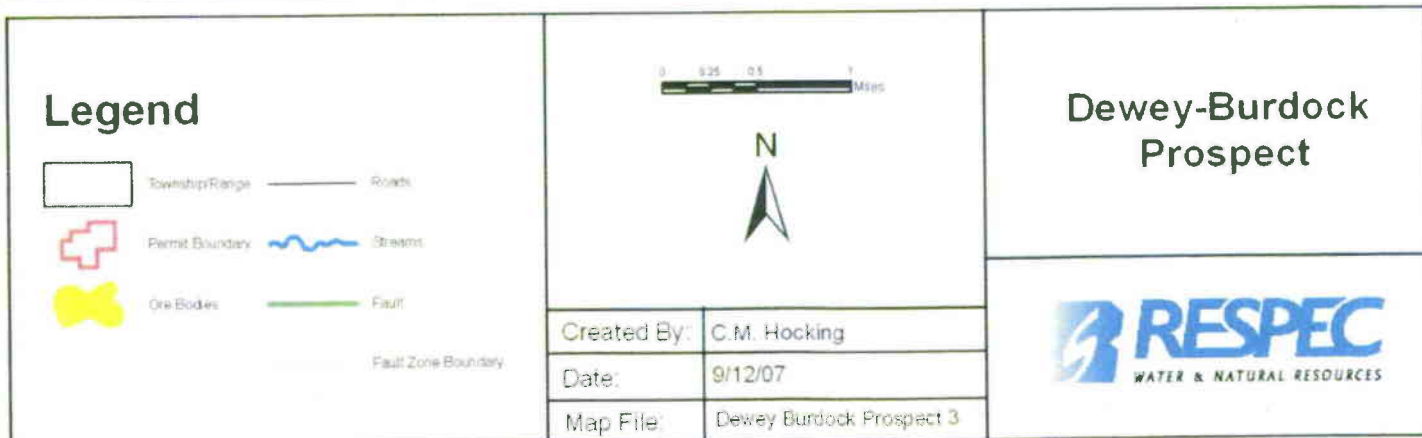 Legend
Township/Range
Roads
Permit Boundary
Streams
Ore Bodies
Fault
Fault Zone Boundary
0 0.25 0.5 1
Miles
N
Created By: C.M. Hocking
Date: 9/12/07
Map File: Dewey Burdock Prospect 3
Dewey-Burdock
Prospect
RESPEC
WATER & NATURAL RESOURCES